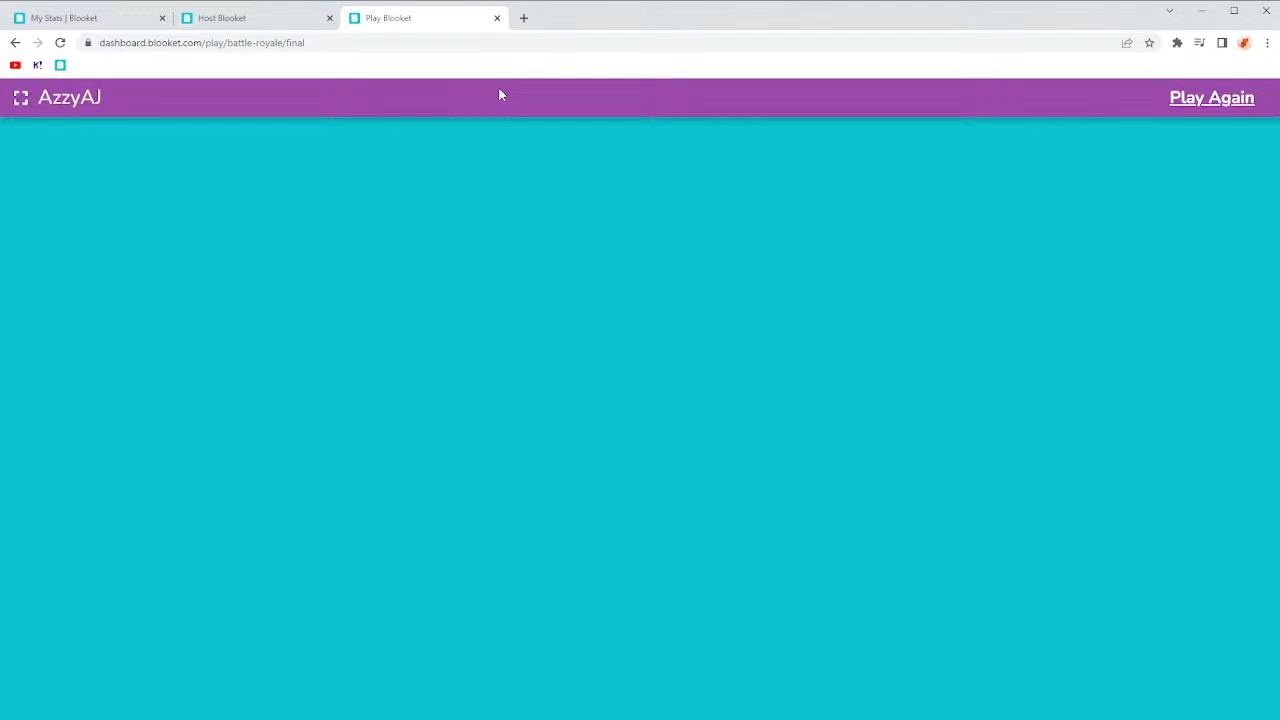 My Stats | Blooket
Host Blooket
Play Blooket
dashboard.blooket.com/play/battle-royale/final
K!
AzzyAJ
Play Again